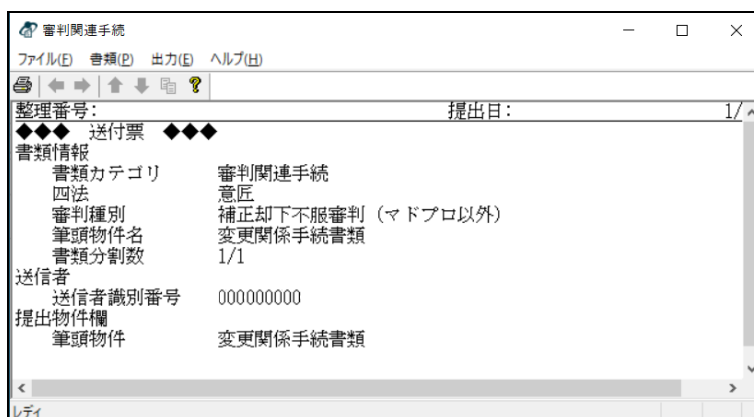 審判関連手続
ファイル(F) 書類(P) 出力(E) ヘルプ(H)
整理番号: 提出日: 1/
◆◆◆ 送付票 ◆◆◆
書類情報
書類カテゴリ 審判関連手続
四法 意匠
審判種別 補正却下不服審判（マドプロ以外）
筆頭物件名 変更関係手続書類
書類分割数 1/1
送信者
送信者識別番号 000000000
提出物件欄
筆頭物件 変更関係手続書類
レディ